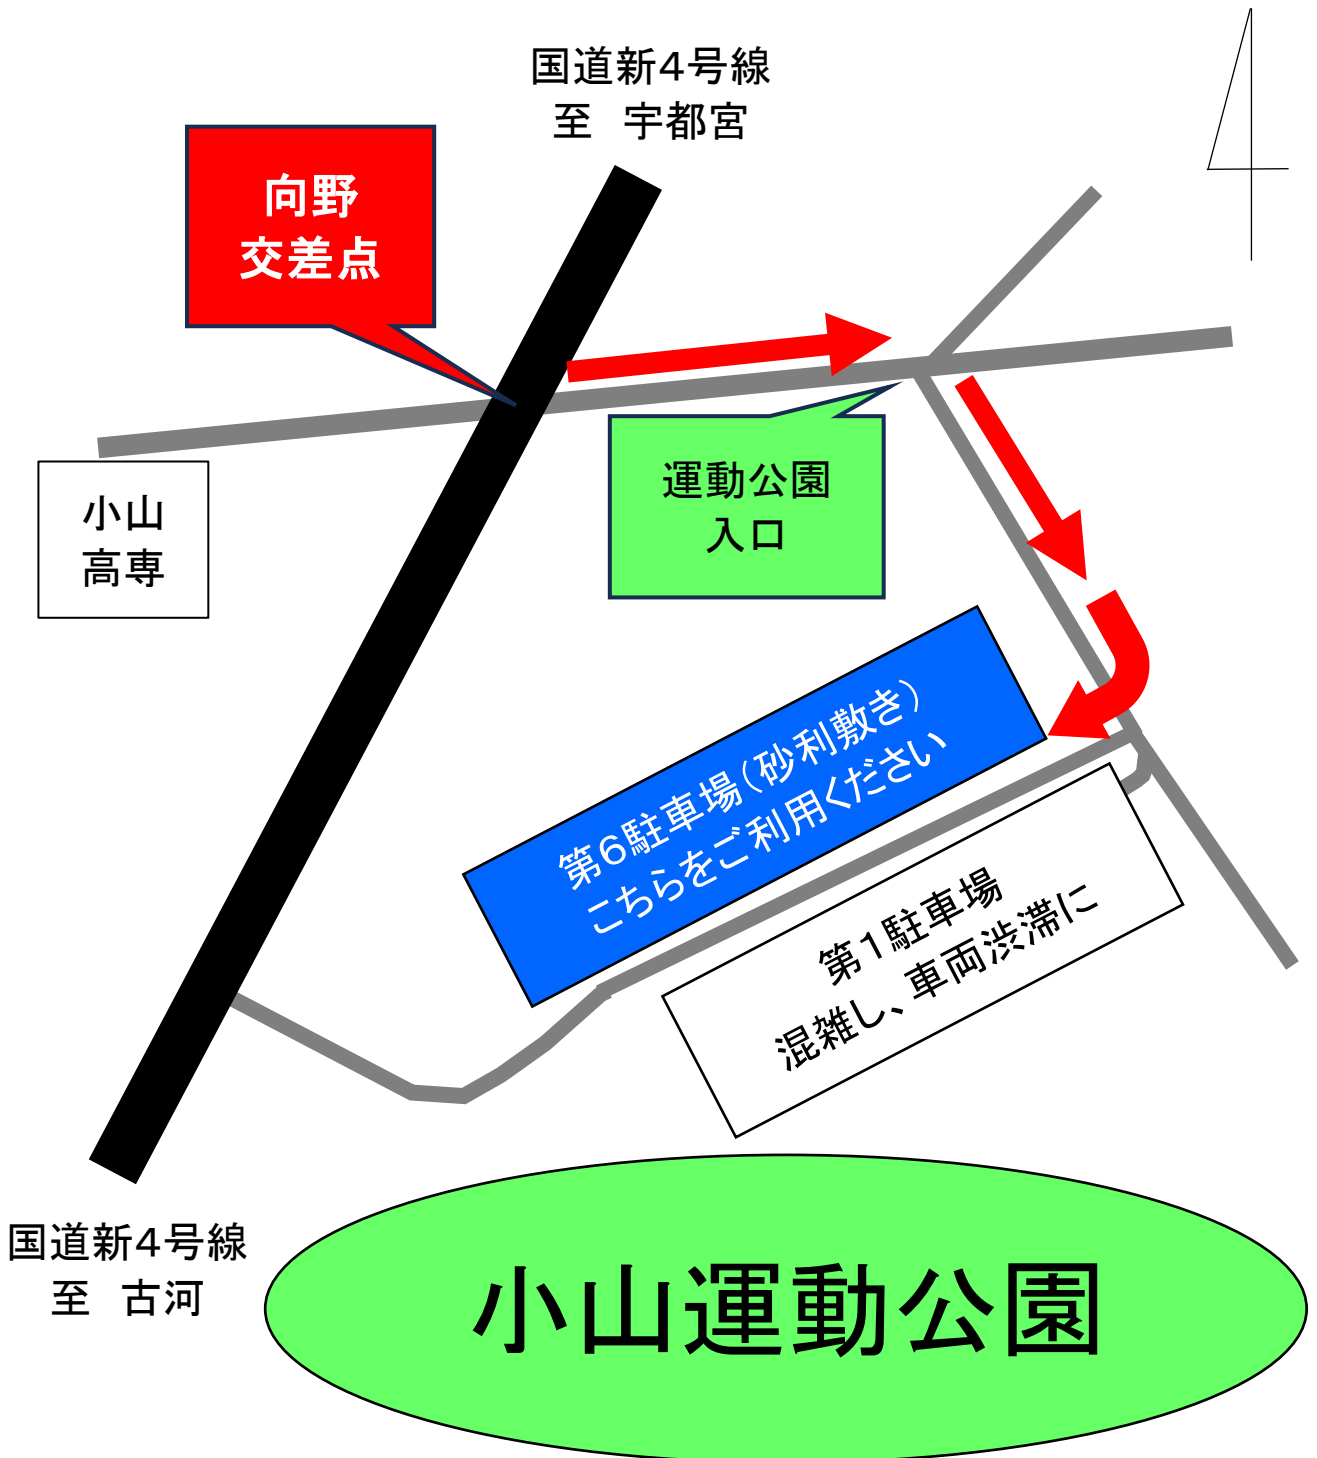 国道新4号線
至　宇都宮
向野
交差点
小山
高専
運動公園
入口
第6駐車場（砂利敷き）
こちらをご利用ください
第1駐車場
混雑し、車両渋滞に
国道新4号線
至　古河
小山運動公園